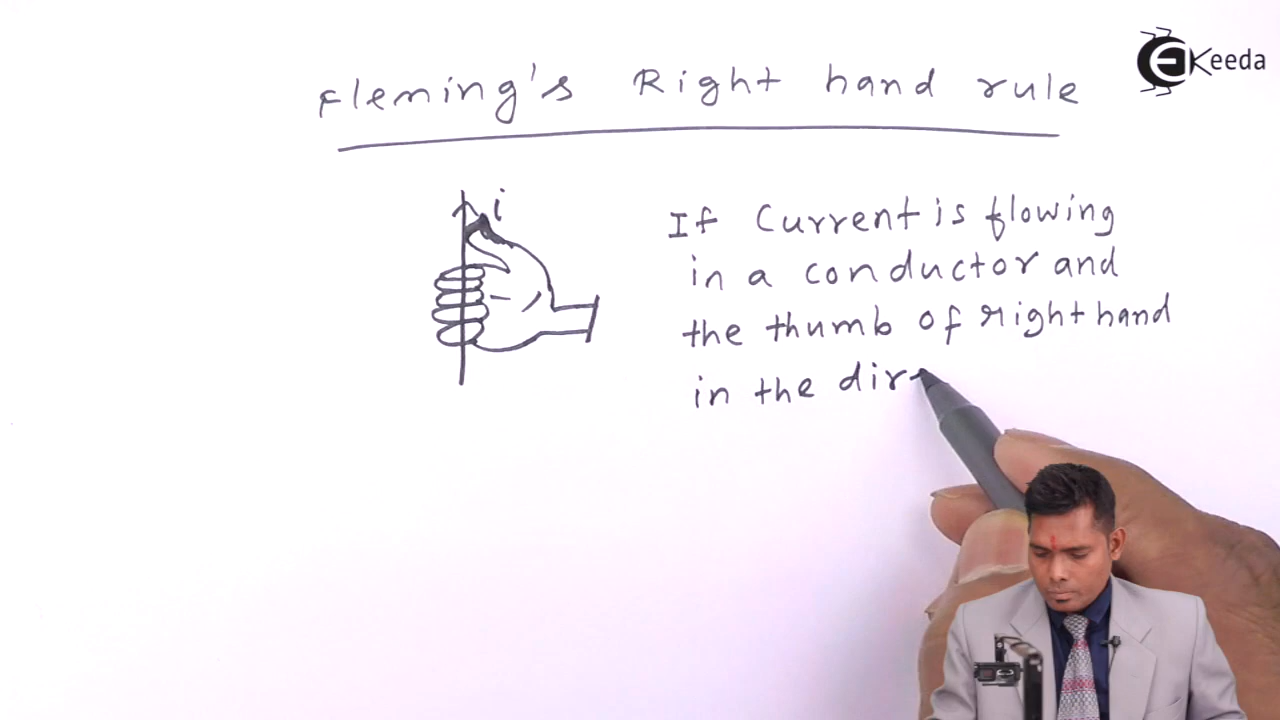 Fleming's Right hand rule
EKeeda
i
If Current is flowing
in a conductor and
the thumb of right hand
in the dir